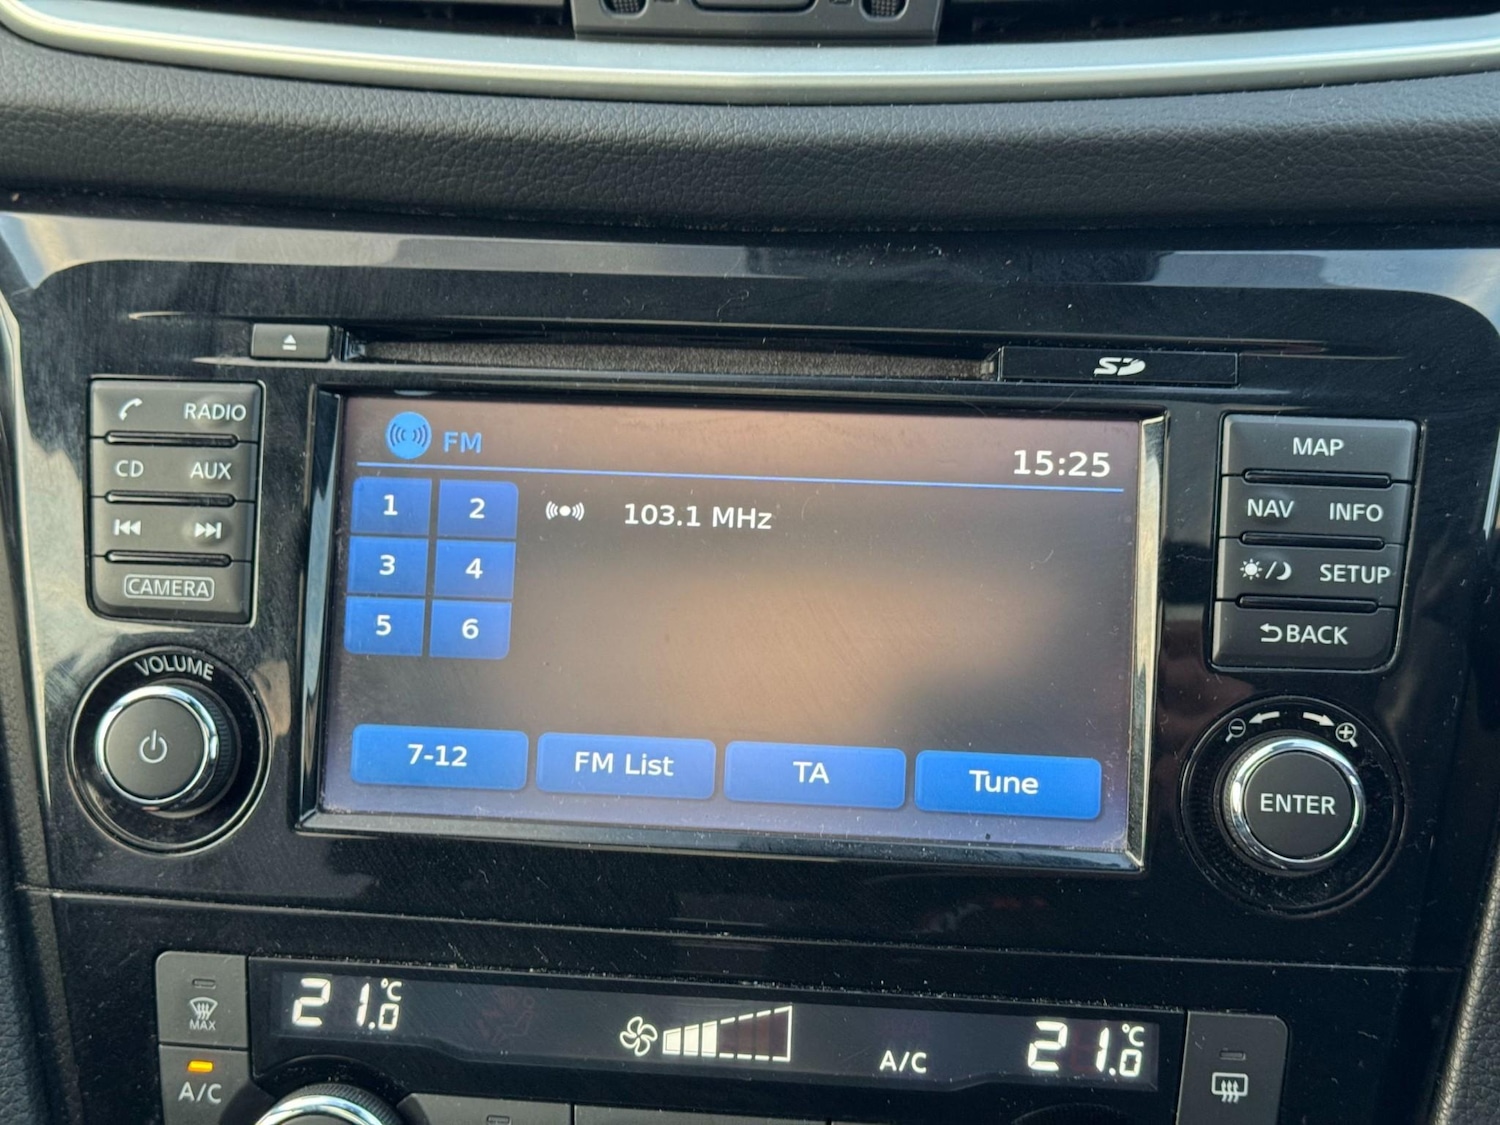 SD
RADIO
CD AUX
CAMERA
VOLUME
FM
15:25
1 2
3 4
5 6
103.1 MHz
7-12 FM List TA Tune
MAP
NAV INFO
SETUP
BACK
ENTER
MAX
A/C
21.0 °C
A/C
21.0 °C